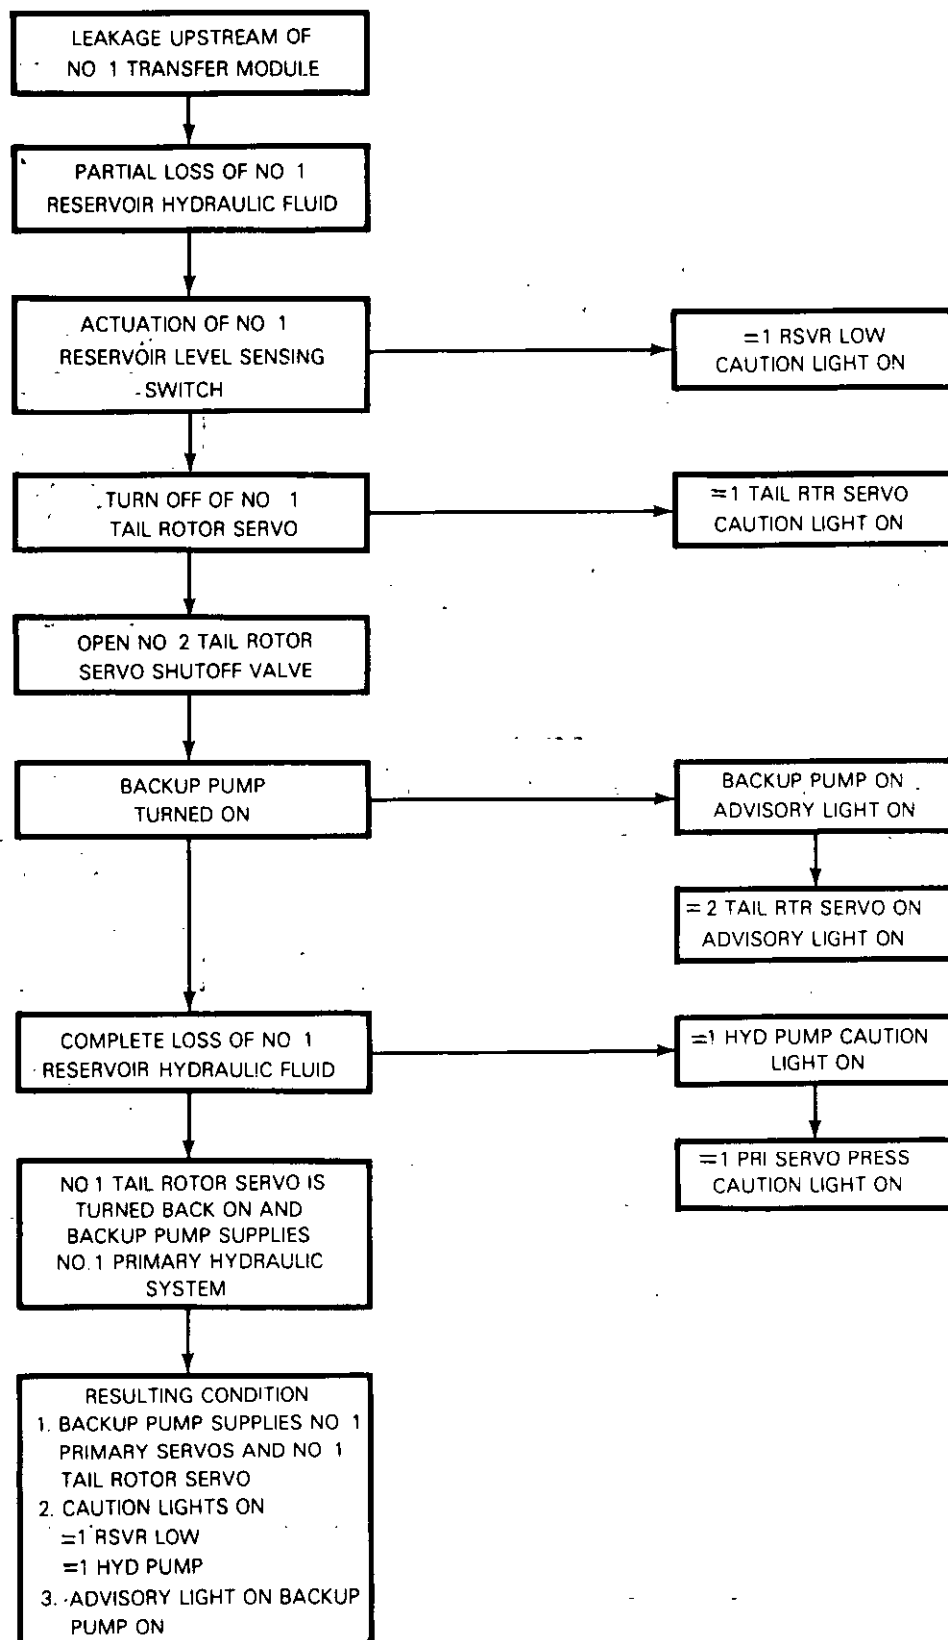 LEAKAGE UPSTREAM OF
NO 1 TRANSFER MODULE
PARTIAL LOSS OF NO 1
RESERVOIR HYDRAULIC FLUID
ACTUATION OF NO 1
RESERVOIR LEVEL SENSING
SWITCH
=1 RSVR LOW
CAUTION LIGHT ON
TURN OFF OF NO 1
TAIL ROTOR SERVO
=1 TAIL RTR SERVO
CAUTION LIGHT ON
OPEN NO 2 TAIL ROTOR
SERVO SHUTOFF VALVE
BACKUP PUMP
TURNED ON
BACKUP PUMP ON
ADVISORY LIGHT ON
=2 TAIL RTR SERVO ON
ADVISORY LIGHT ON
COMPLETE LOSS OF NO 1
RESERVOIR HYDRAULIC FLUID
=1 HYD PUMP CAUTION
LIGHT ON
=1 PRI SERVO PRESS
CAUTION LIGHT ON
NO.1 TAIL ROTOR SERVO IS
TURNED BACK ON AND
BACKUP PUMP SUPPLIES
NO.1 PRIMARY HYDRAULIC
SYSTEM
RESULTING CONDITION
1. BACKUP PUMP SUPPLIES NO 1
PRIMARY SERVOS AND NO 1
TAIL ROTOR SERVO
2. CAUTION LIGHTS ON
=1 RSVR LOW
=1 HYD PUMP
3. ADVISORY LIGHT ON BACKUP
PUMP ON